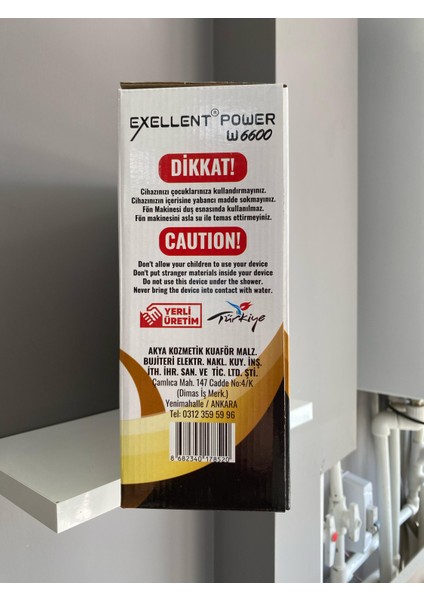 EXELLENT® POWER
W6600
DİKKAT!
Cihazınızı çocuklarınıza kullandırmayınız.
Cihazınızın içerisine yabancı madde sokmayınız.
Fön Makinesi duş esnasında kullanılmaz.
Fön makinesini asla su ile temas ettirmeyiniz.
CAUTION!
Don't allow your children to use your device
Don't put stranger materials inside your device
Do not use this device under the shower.
Never bring the device into contact with water.
YERLİ
ÜRETİM
Türkiye
AKYA KOZMETİK KUAFÖR MALZ.
BUJİTERİ ELEKTR. NAKL. KUY. İNŞ.
İTH. İHR. SAN. VE TİC. LTD. ŞTİ.
Çamlıca Mah. 147 Cadde No:4/K
(Dimas İş Merk.)
Yenimahalle / ANKARA
Tel: 0312 359 59 96
8 682340 178520